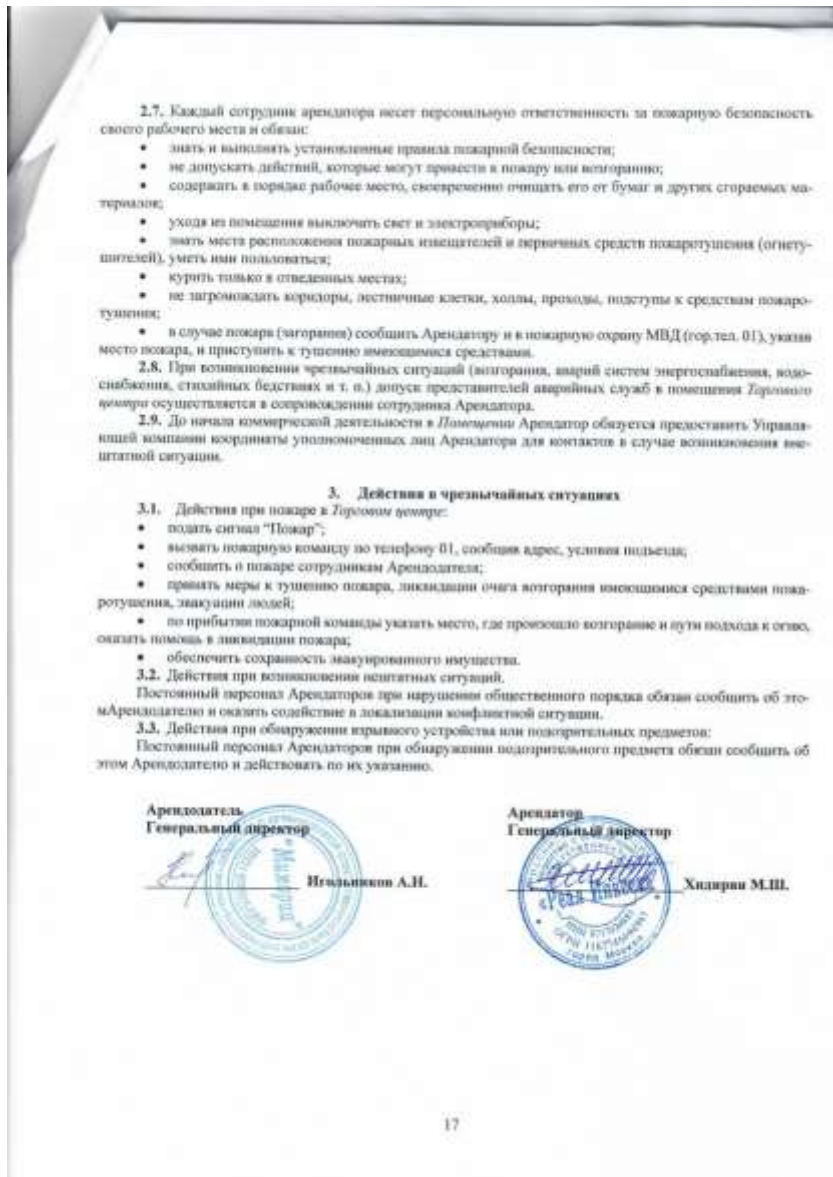 2.7. Каждый сотрудник арендатора несет персональную ответственность за пожарную безопасность
своего рабочего места и обязан:
• знать и выполнять установленные правила пожарной безопасности;
• не допускать действий, которые могут привести к пожару или возгоранию;
• содержать в порядке рабочее место, своевременно очищать его от бумаг и других сгораемых ма-
териалов;
• уходя из помещения выключать свет и электроприборы;
• знать места расположения пожарных извещателей и первичных средств пожаротушения (огнету-
шителей), уметь ими пользоваться;
• курить только в отведенных местах;
• не загромождать коридоры, лестничные клетки, холлы, проходы, подступы к средствам пожаро-
тушения;
• в случае пожара (загорания) сообщить Арендатору и в пожарную охрану МВД (гор.тел. 01), указав
место пожара, и приступить к тушению имеющимися средствами.
2.8. При возникновении чрезвычайных ситуаций (возгорания, аварий систем энергоснабжения, водо-
снабжения, стихийных бедствиях и т. п.) допуск представителей аварийных служб в помещения Торгового
центра осуществляется в сопровождении сотрудника Арендатора.
2.9. До начала коммерческой деятельности в Помещении Арендатор обязуется предоставить Управля-
ющей компании координаты уполномоченных лиц Арендатора для контактов в случае возникновения вне-
штатной ситуации.
3. Действия в чрезвычайных ситуациях
3.1. Действия при пожаре в Торговом центре:
• подать сигнал “Пожар”;
• вызвать пожарную команду по телефону 01, сообщив адрес, условия подъезда;
• сообщить о пожаре сотрудникам Арендодателя;
• принять меры к тушению пожара, ликвидации очага возгорания имеющимися средствами пожа-
ротушения, эвакуации людей;
• по прибытии пожарной команды указать место, где произошло возгорание и пути подхода к огню,
оказать помощь в ликвидации пожара;
• обеспечить сохранность эвакуированного имущества.
3.2. Действия при возникновении нештатных ситуаций.
Постоянный персонал Арендаторов при нарушении общественного порядка обязан сообщить об это-
мАрендодателю и оказать содействие в локализации конфликтной ситуации.
3.3. Действия при обнаружении взрывного устройства или подозрительных предметов:
Постоянный персонал Арендаторов при обнаружении подозрительного предмета обязан сообщить об
этом Арендодателю и действовать по их указанию.
Арендодатель
Генеральный директор
Игольников А.Н.
Арендатор
Генеральный директор
Хидирян М.Ш.
город Москва
17